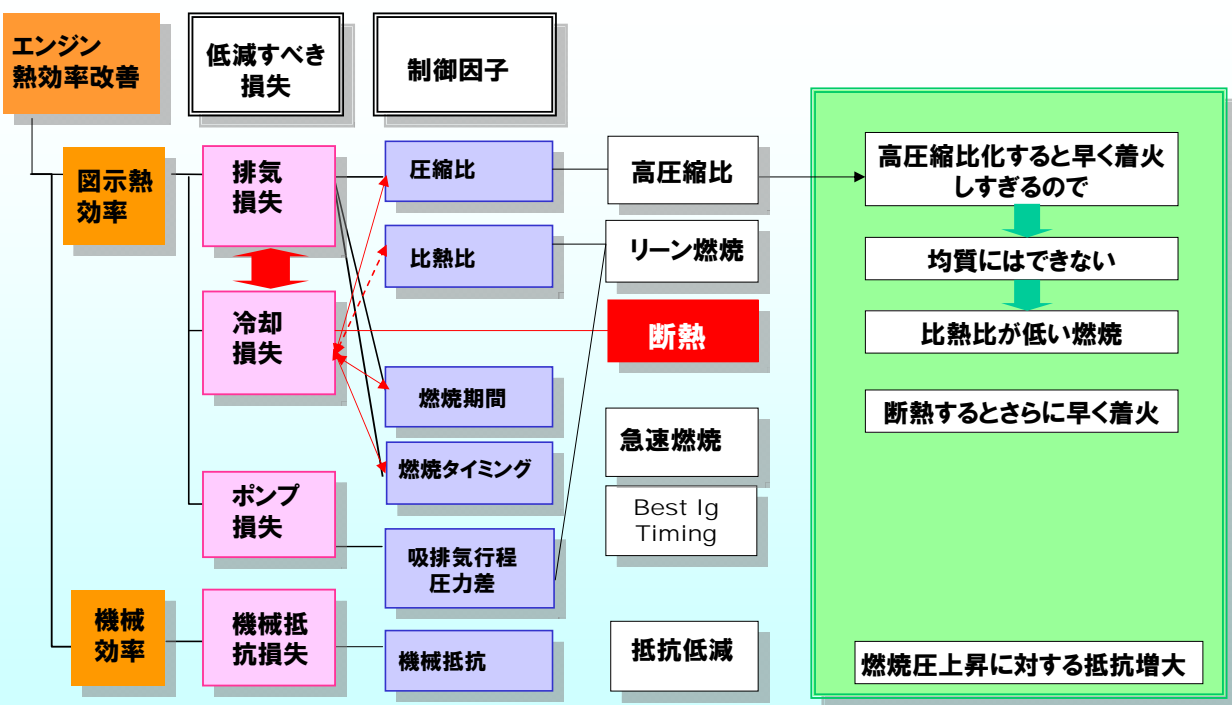 エンジン
熱効率改善
低減すべき
損失
制御因子
図示熱
効率
排気
損失
圧縮比
高圧縮比
高圧縮比化すると早く着火
しすぎるので
比熱比
リーン燃焼
均質にはできない
冷却
損失
断熱
比熱比が低い燃焼
燃焼期間
断熱するとさらに早く着火
急速燃焼
燃焼タイミング
ポンプ
損失
Best Ig
Timing
吸排気行程
圧力差
機械
効率
機械抵
抗損失
機械抵抗
抵抗低減
燃焼圧上昇に対する抵抗増大